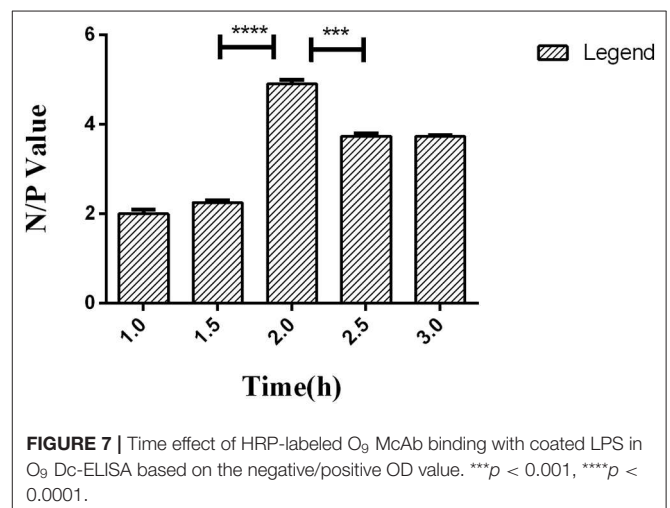 6
4
2
0
N/P Value
****
***
Legend
1.0
1.5
2.0
2.5
3.0
Time(h)
FIGURE 7 | Time effect of HRP-labeled O₉ McAb binding with coated LPS in
O₉ Dc-ELISA based on the negative/positive OD value. ***p < 0.001, ****p <
0.0001.